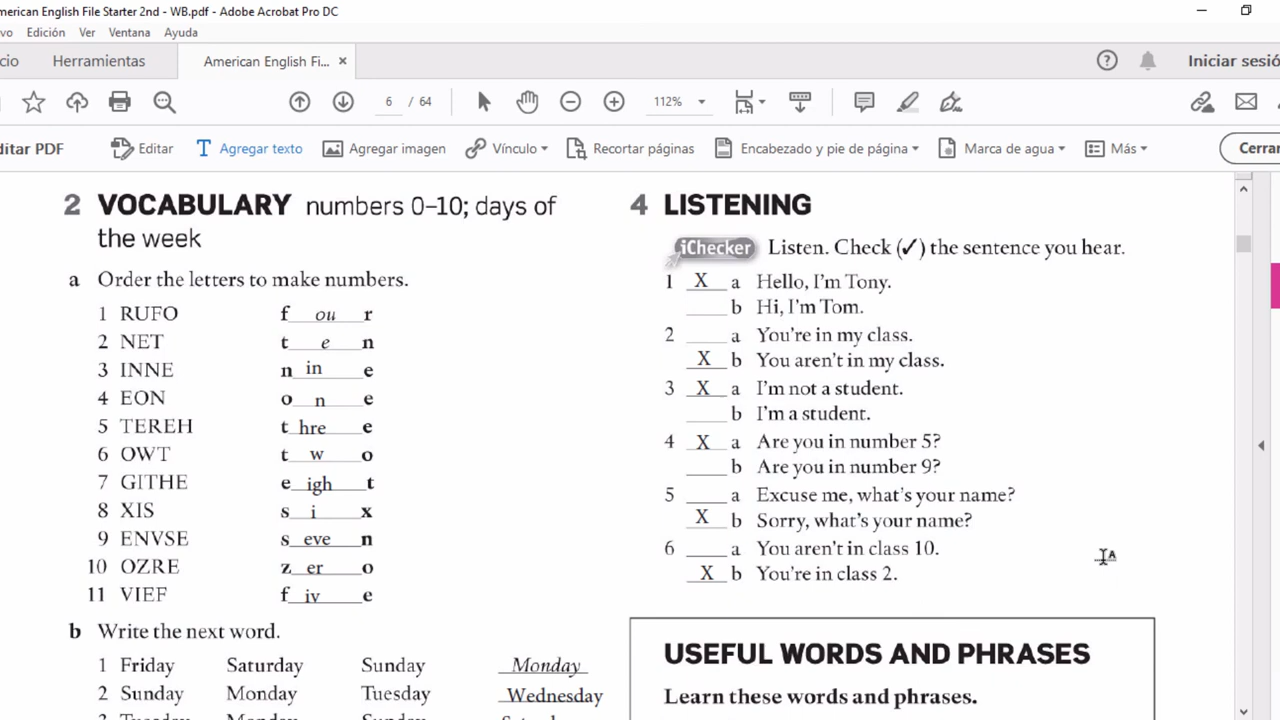 merican English File Starter 2nd - WB.pdf - Adobe Acrobat Pro DC
vo Edición Ver Ventana Ayuda
cio Herramientas American English Fi... × Iniciar sesió
6 / 64 112%
ditar PDF Editar Agregar texto Agregar imagen Vínculo Recortar páginas Encabezado y pie de página Marca de agua Más Cerrar
2 VOCABULARY numbers 0–10; days of
the week
a Order the letters to make numbers.
1 RUFO f ou r
2 NET t e n
3 INNE n in e
4 EON o n e
5 TEREH t hre e
6 OWT t w o
7 GITHE e igh t
8 XIS s i x
9 ENVSE s eve n
10 OZRE z er o
11 VIEF f iv e
b Write the next word.
1 Friday Saturday Sunday Monday
2 Sunday Monday Tuesday Wednesday
4 LISTENING
iChecker Listen. Check (✓) the sentence you hear.
1 X a Hello, I'm Tony.
b Hi, I'm Tom.
2 a You're in my class.
X b You aren't in my class.
3 X a I'm not a student.
b I'm a student.
4 X a Are you in number 5?
b Are you in number 9?
5 a Excuse me, what's your name?
X b Sorry, what's your name?
6 a You aren't in class 10.
X b You're in class 2.
USEFUL WORDS AND PHRASES
Learn these words and phrases.